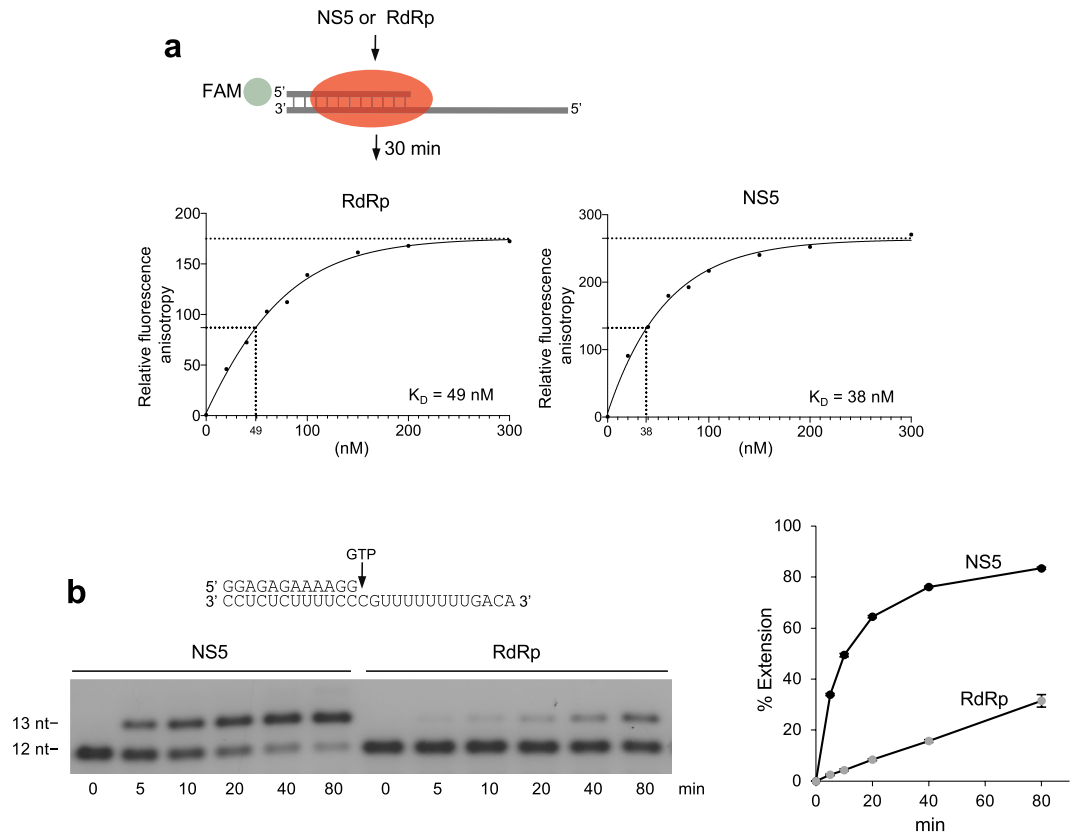 NS5 or RdRp
a
FAM 5'
3' 5'
30 min
RdRp
Relative fluorescence
anisotropy
200
150
100
50
0
K_D = 49 nM
0 49 100 200 300
(nM)
NS5
Relative fluorescence
anisotropy
300
200
100
0
K_D = 38 nM
0 38 100 200 300
(nM)
b
GTP
5' GGAGAGAAAAGG
3' CCUCUCUUUUCCCGUUUUUUUUGACA 3'
NS5 RdRp
13 nt
12 nt
0 5 10 20 40 80 0 5 10 20 40 80 min
% Extension
100
80
60
40
20
0
NS5
RdRp
0 20 40 60 80
min